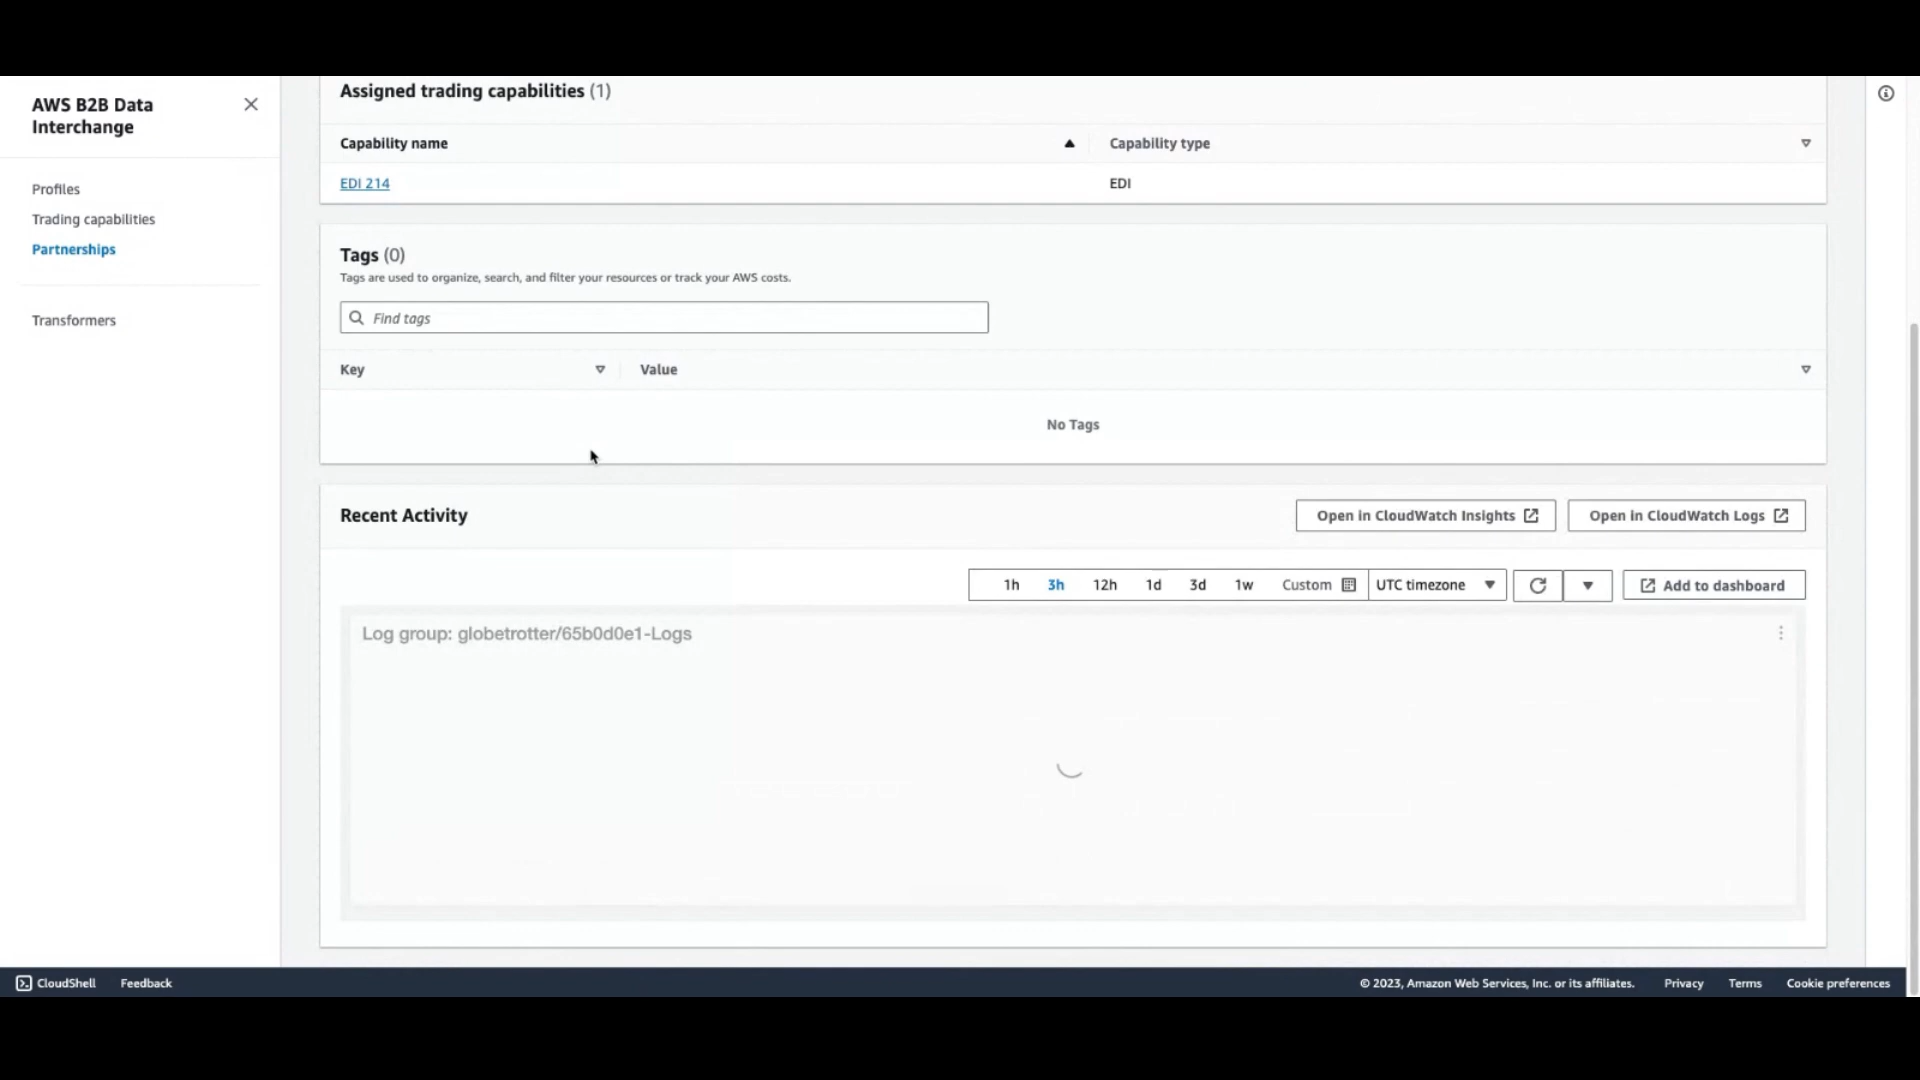 AWS B2B Data
Interchange
Profiles
Trading capabilities
Partnerships
Transformers
Assigned trading capabilities (1)
Capability name
Capability type
EDI 214
EDI
Tags (0)
Tags are used to organize, search, and filter your resources or track your AWS costs.
Find tags
Key
Value
No Tags
Recent Activity
Open in CloudWatch Insights
Open in CloudWatch Logs
1h 3h 12h 1d 3d 1w Custom UTC timezone Add to dashboard
Log group: globetrotter/65b0d0e1-Logs
CloudShell Feedback © 2023, Amazon Web Services, Inc. or its affiliates. Privacy Terms Cookie preferences